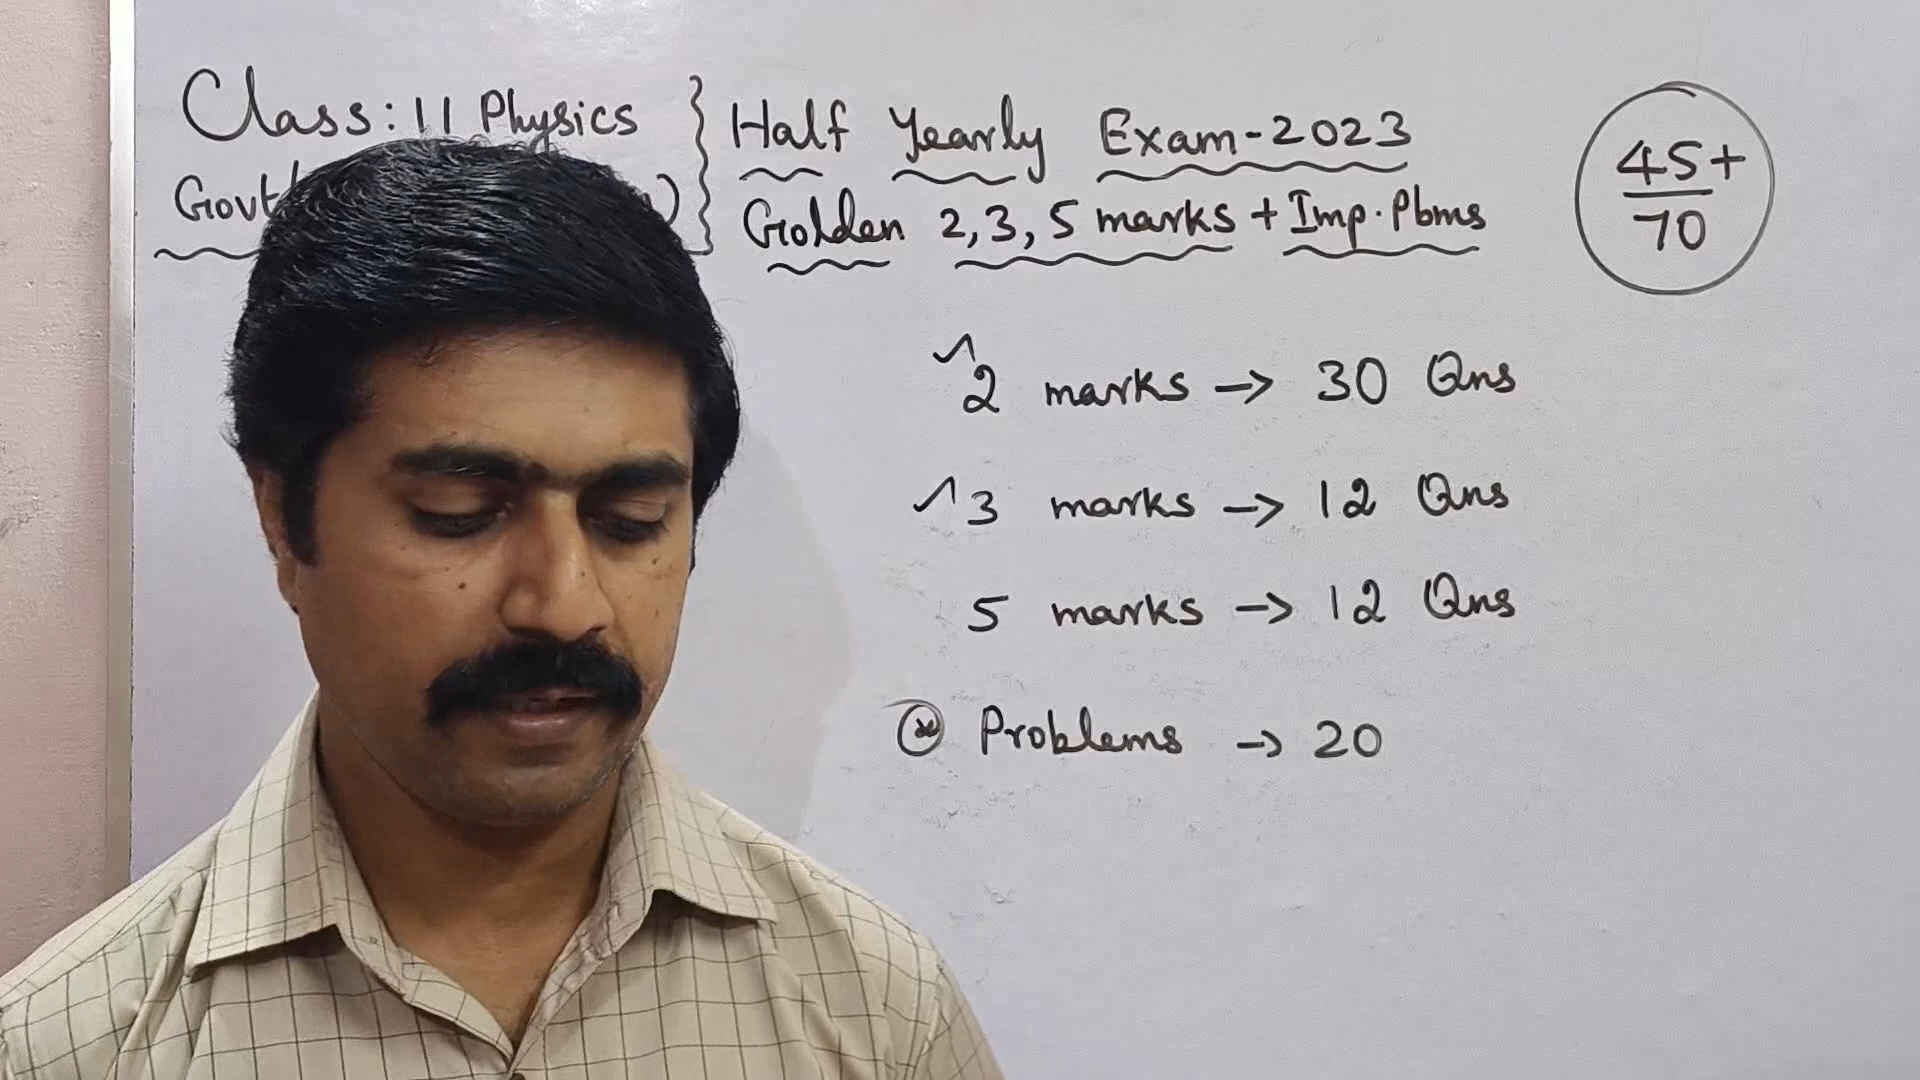 Class: 11 Physics
Govt
Half Yearly Exam-2023
Golden 2, 3, 5 marks + Imp. Pbms
45+
70
2 marks → 30 Qns
3 marks → 12 Qns
5 marks → 12 Qns
Problems → 20